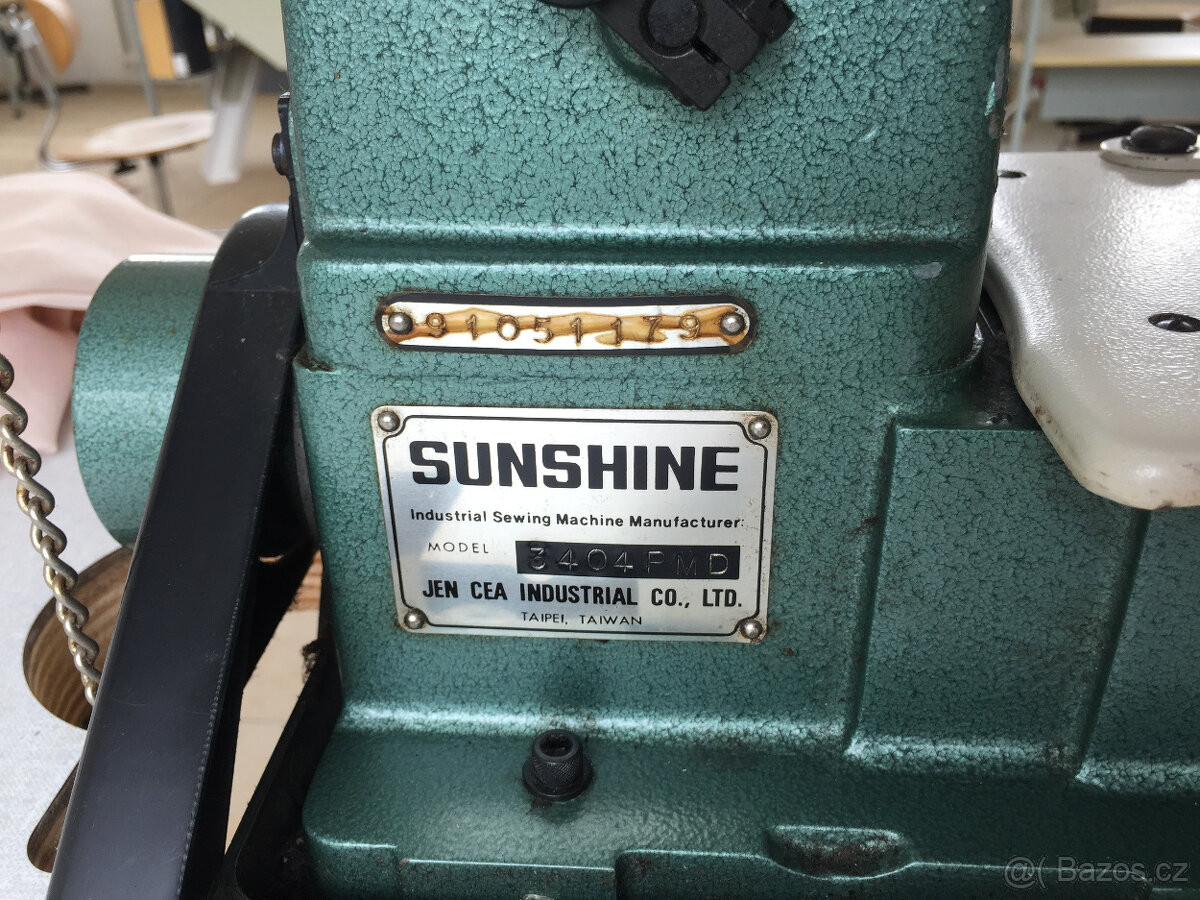 91051179
SUNSHINE
Industrial Sewing Machine Manufacturer:
MODEL 3404PMD
JEN CEA INDUSTRIAL CO., LTD.
TAIPEI, TAIWAN
@( Bazos.cz